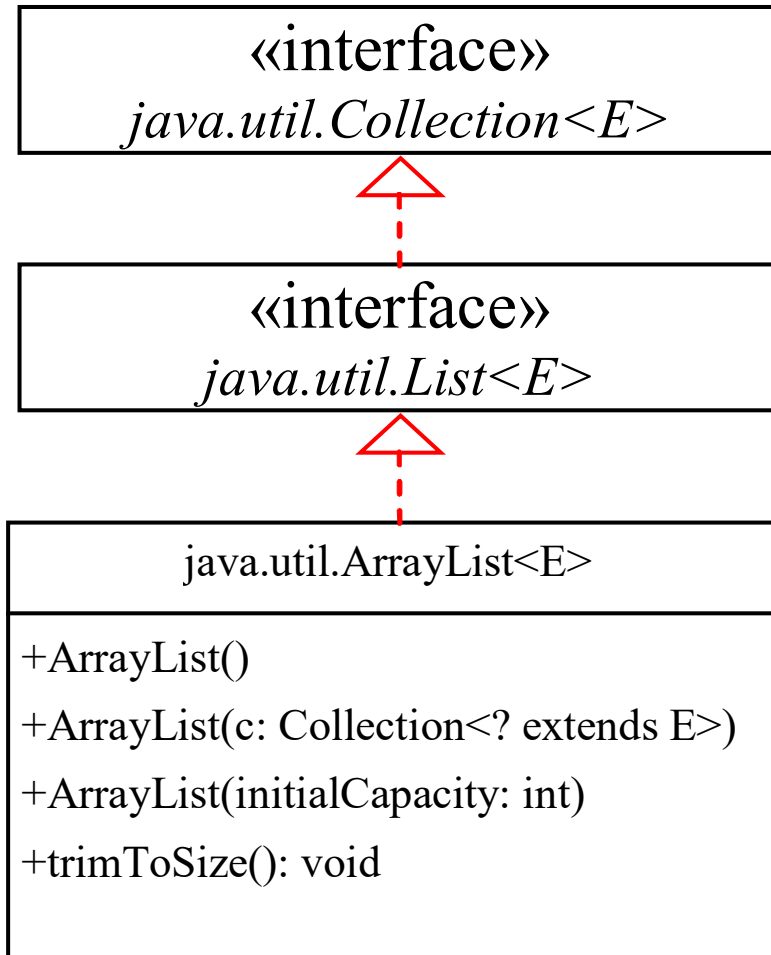 «interface»
java.util.Collection<E>
«interface»
java.util.List<E>
java.util.ArrayList<E>
+ArrayList()
+ArrayList(c: Collection<? extends E>)
+ArrayList(initialCapacity: int)
+trimToSize(): void